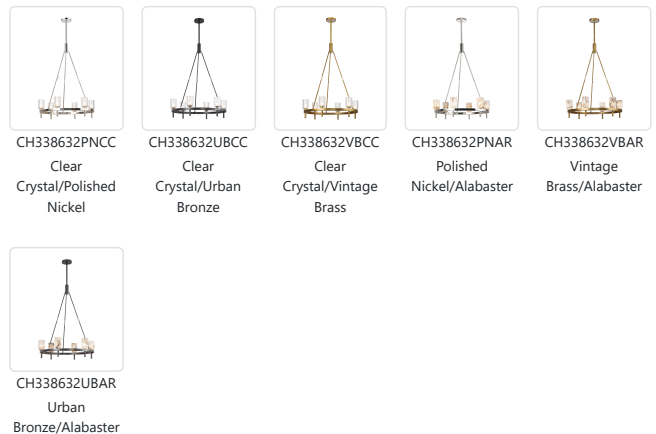 CH338632PNCC
Clear
Crystal/Polished
Nickel
CH338632UBCC
Clear
Crystal/Urban
Bronze
CH338632VBCC
Clear
Crystal/Vintage
Brass
CH338632PNAR
Polished
Nickel/Alabaster
CH338632VBAR
Vintage
Brass/Alabaster
CH338632UBAR
Urban
Bronze/Alabaster